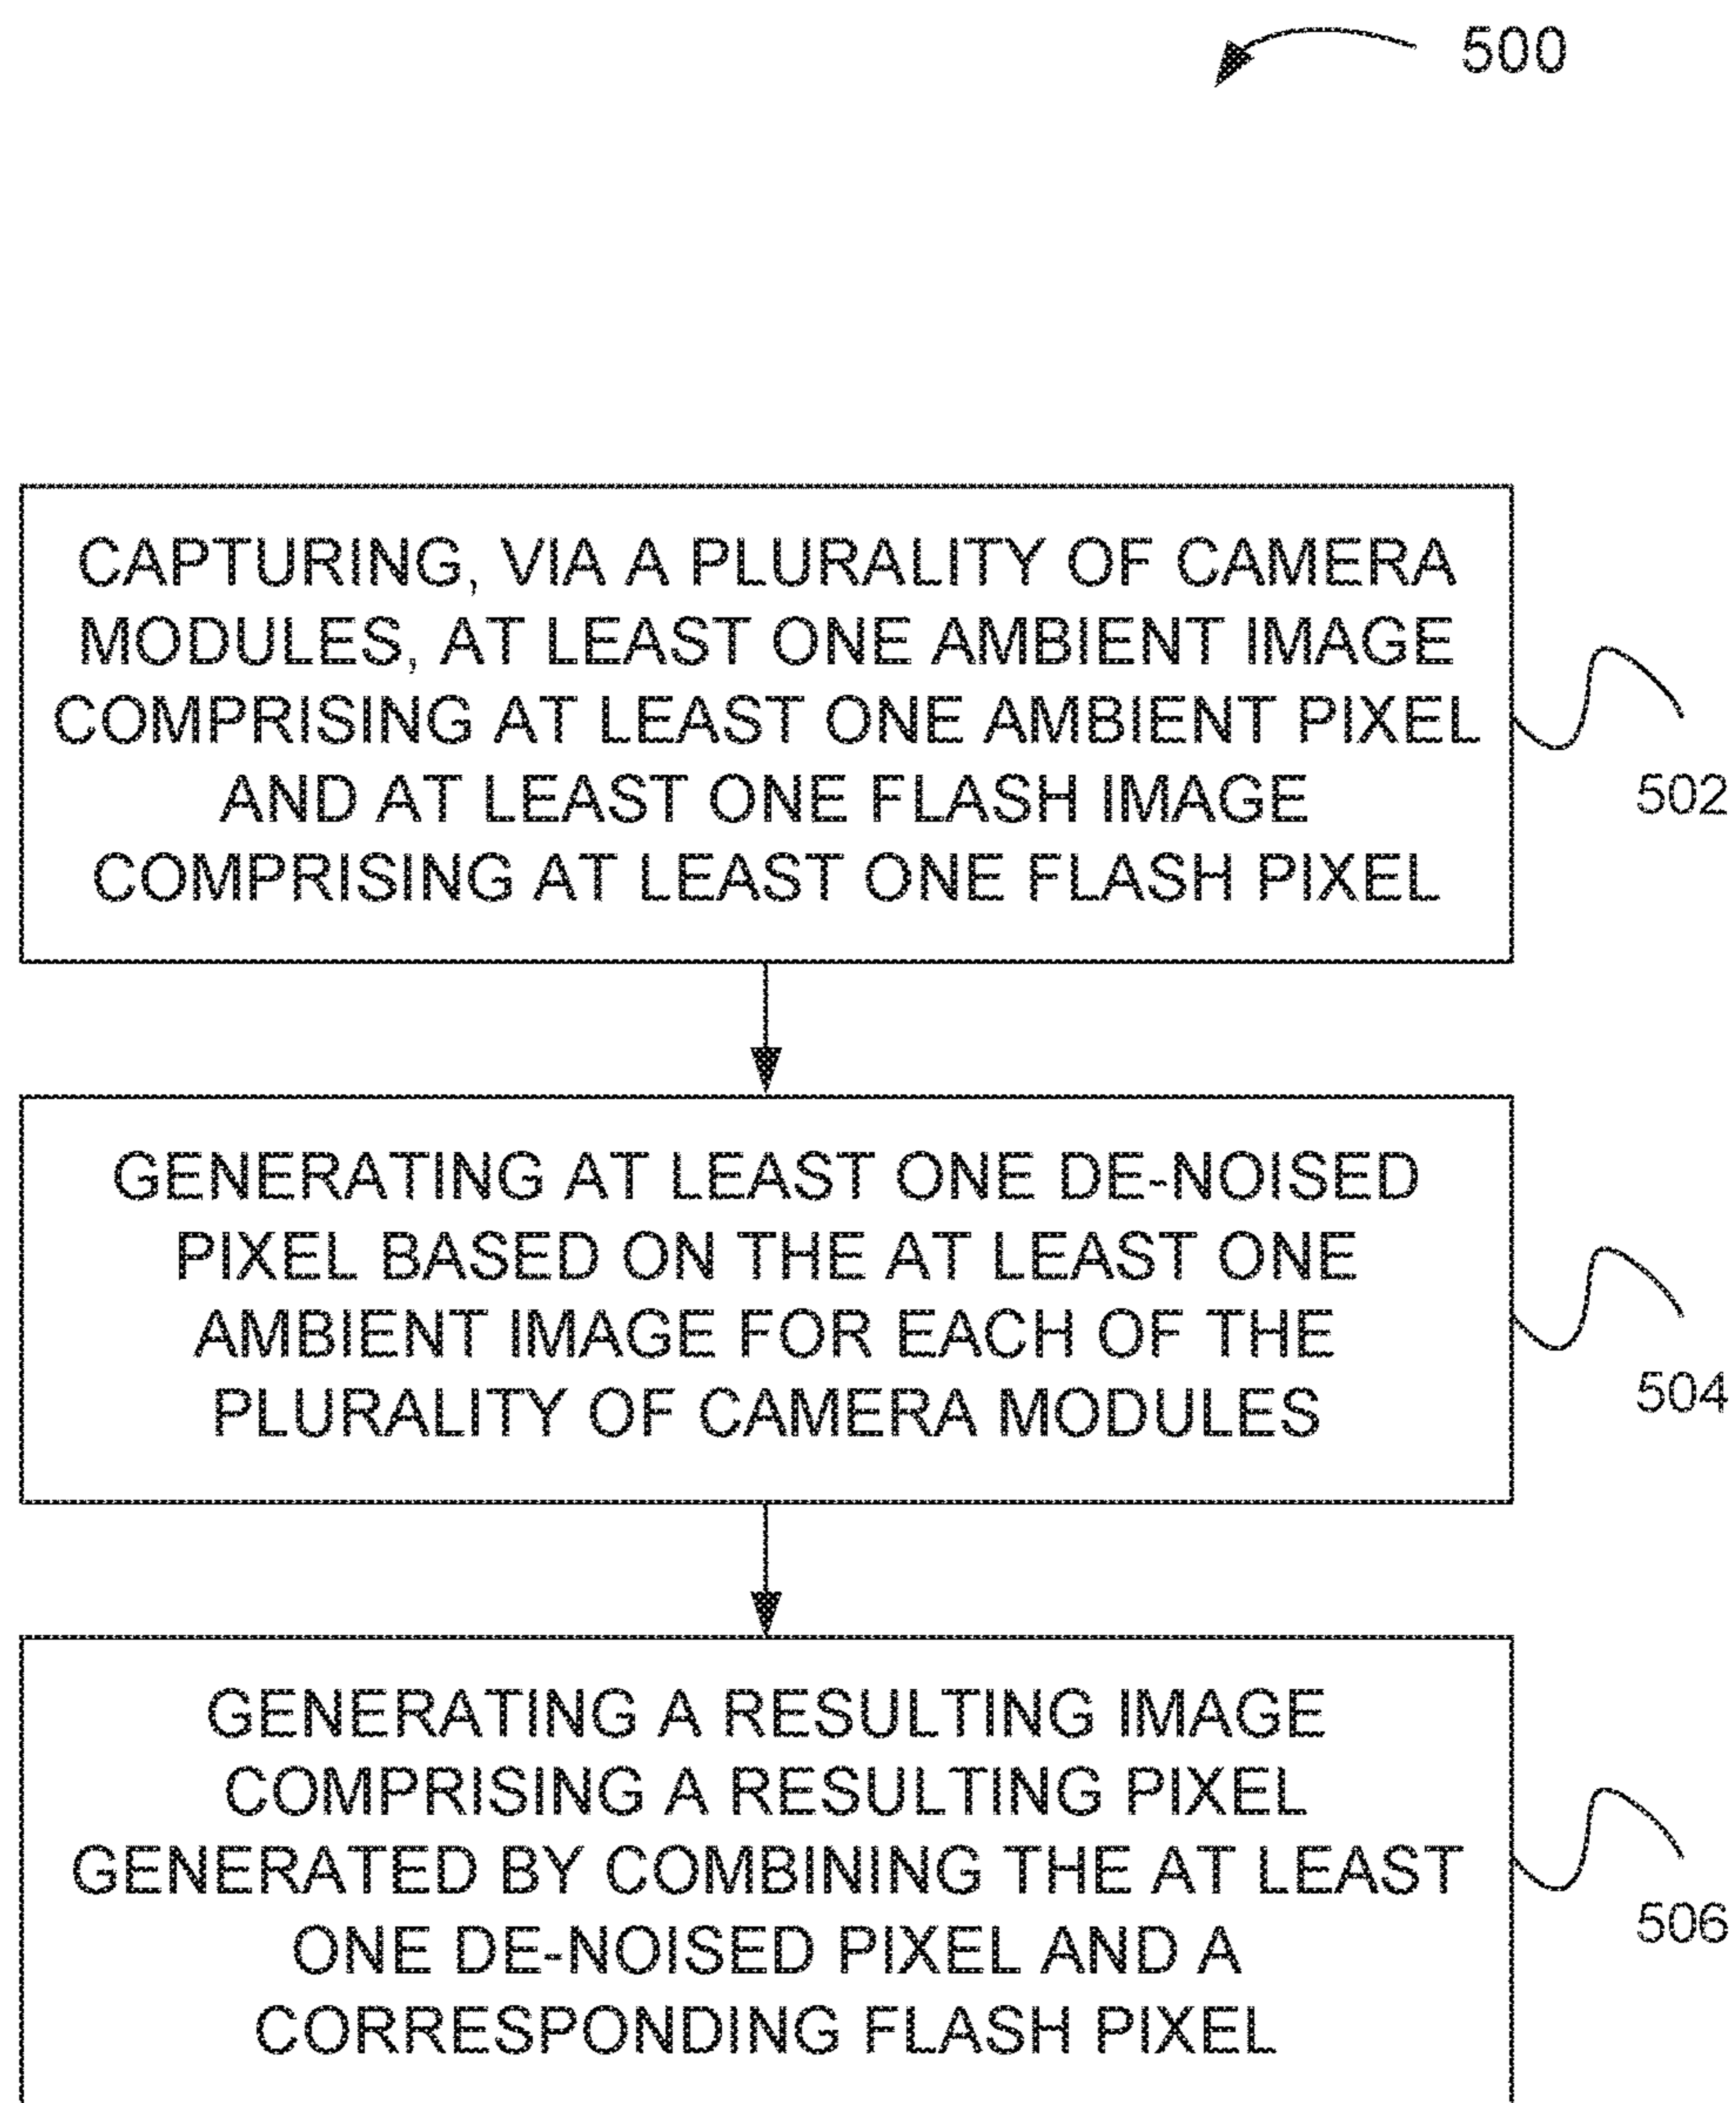 500
CAPTURING, VIA A PLURALITY OF CAMERA
MODULES, AT LEAST ONE AMBIENT IMAGE
COMPRISING AT LEAST ONE AMBIENT PIXEL
AND AT LEAST ONE FLASH IMAGE
COMPRISING AT LEAST ONE FLASH PIXEL
502
GENERATING AT LEAST ONE DE-NOISED
PIXEL BASED ON THE AT LEAST ONE
AMBIENT IMAGE FOR EACH OF THE
PLURALITY OF CAMERA MODULES
504
GENERATING A RESULTING IMAGE
COMPRISING A RESULTING PIXEL
GENERATED BY COMBINING THE AT LEAST
ONE DE-NOISED PIXEL AND A
CORRESPONDING FLASH PIXEL
506